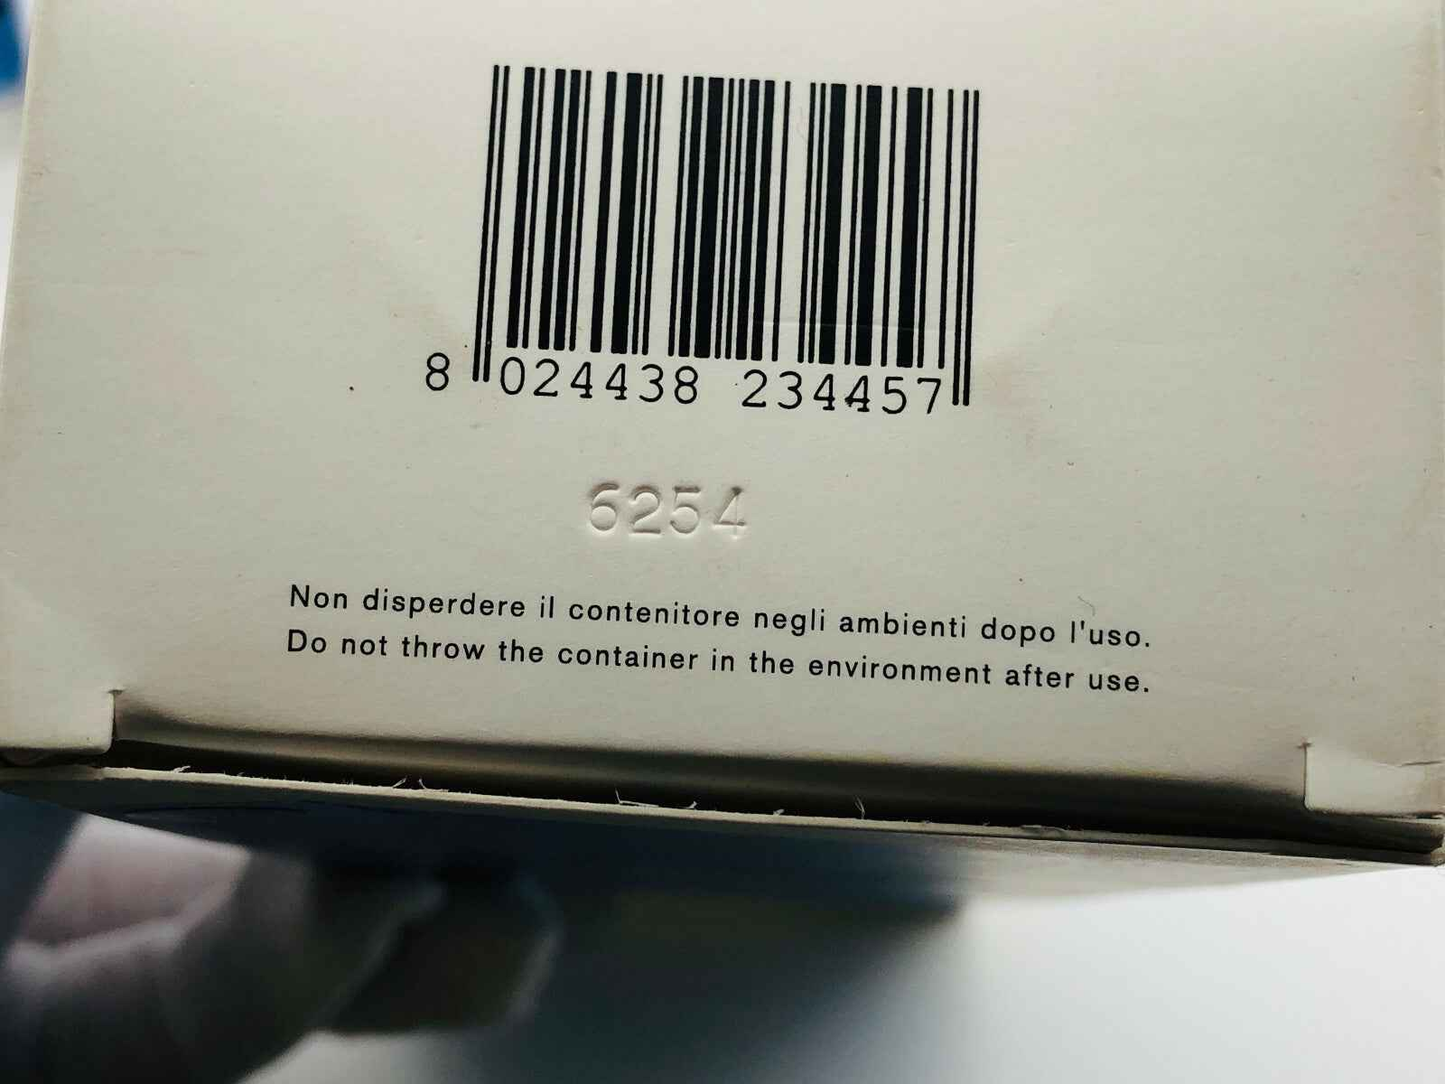 8 024438 234457
6254
Non disperdere il contenitore negli ambienti dopo l'uso.
Do not throw the container in the environment after use.